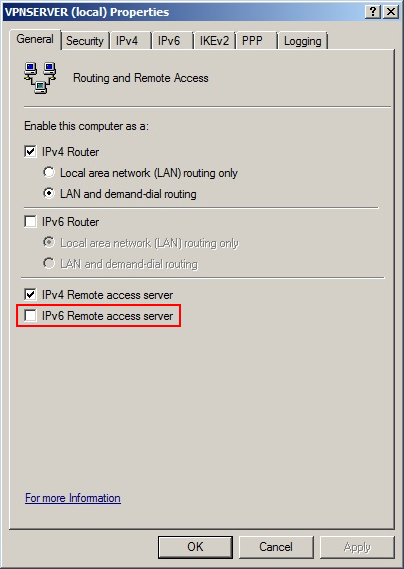 VPNSERVER (local) Properties
General Security IPv4 IPv6 IKEv2 PPP Logging
Routing and Remote Access
Enable this computer as a:
IPv4 Router
Local area network (LAN) routing only
LAN and demand-dial routing
IPv6 Router
Local area network (LAN) routing only
LAN and demand-dial routing
IPv4 Remote access server
IPv6 Remote access server
For more Information
OK Cancel Apply